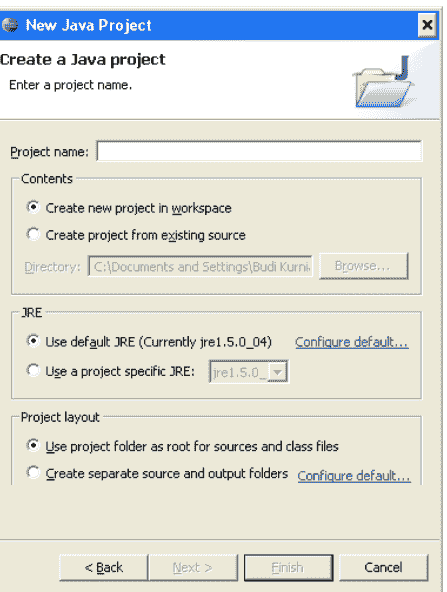 New Java Project
Create a Java project
Enter a project name.
Project name:
Contents
Create new project in workspace
Create project from existing source
Directory: C:\Documents and Settings\Budi Kurni Browse...
JRE
Use default JRE (Currently jre1.5.0_04) Configure default...
Use a project specific JRE: jre1.5.0_
Project layout
Use project folder as root for sources and class files
Create separate source and output folders Configure default...
< Back Next > Finish Cancel